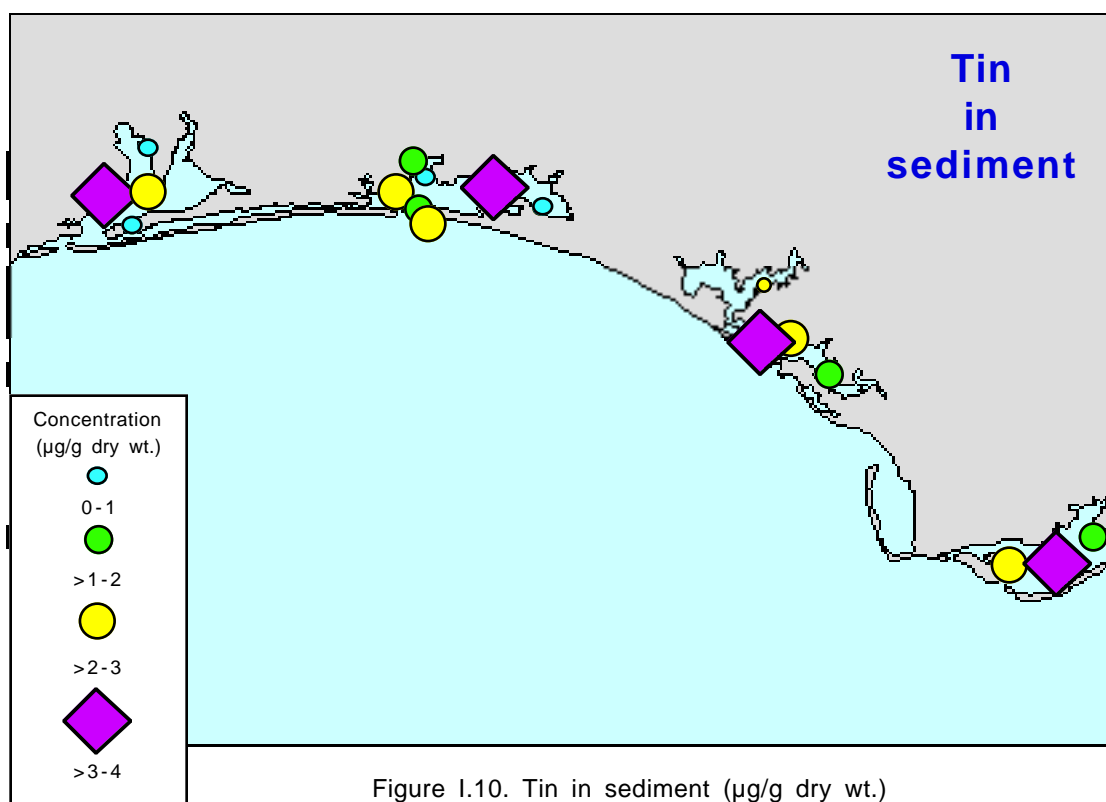 Tin
in
sediment
Concentration
(µg/g dry wt.)
0-1
>1-2
>2-3
>3-4
Figure I.10. Tin in sediment (µg/g dry wt.)